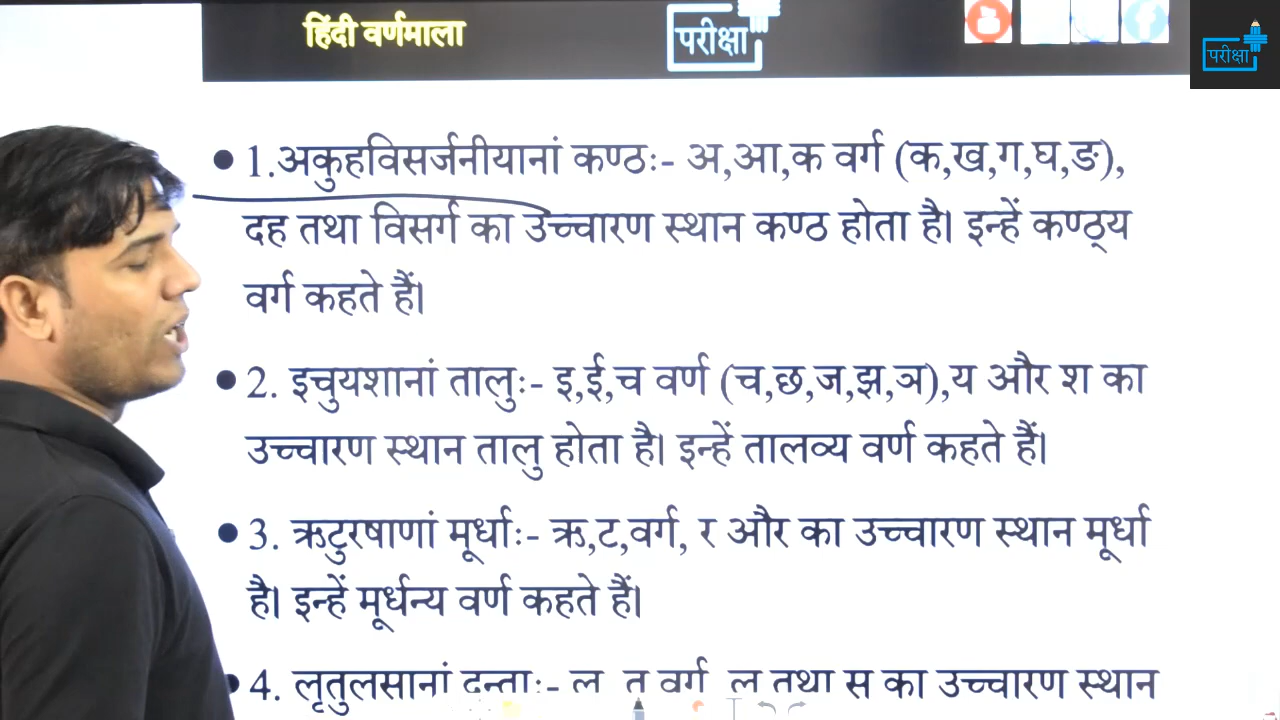 हिंदी वर्णमाला
परीक्षा
परीक्षा
• 1.अकुहविसर्जनीयानां कण्ठः- अ,आ,क वर्ग (क,ख,ग,घ,ङ),
दह तथा विसर्ग का उच्चारण स्थान कण्ठ होता है। इन्हें कण्ठ्य
वर्ग कहते हैं।
• 2. इचुयशानां तालुः- इ,ई,च वर्ण (च,छ,ज,झ,ञ),य और श का
उच्चारण स्थान तालु होता है। इन्हें तालव्य वर्ण कहते हैं।
• 3. ऋटुरषाणां मूर्धाः- ऋ,ट,वर्ग, र और का उच्चारण स्थान मूर्धा
है। इन्हें मूर्धन्य वर्ण कहते हैं।
• 4. लृतुलसानां दन्ताः- ल त वर्ग ल तथा स का उच्चारण स्थान